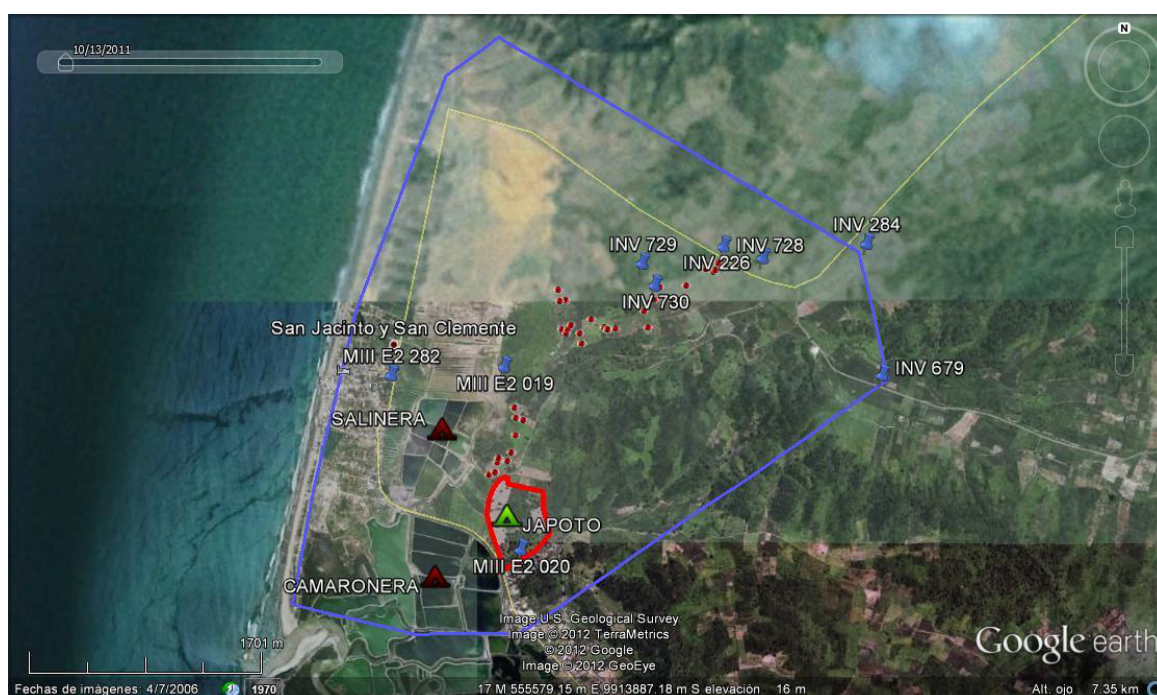 10/13/2011
N
INV 284
INV 729
INV 728
INV 226
INV 730
San Jacinto y San Clemente
MIII E2 282
MIII E2 019
INV 679
SALINERA
JAPOTO
MIII E2 020
CAMARONERA
Image U.S. Geological Survey
Image © 2012 TerraMetrics
© 2012 Google
Image © 2012 GeoEye
1701 m
Google earth
Fechas de imágenes: 4/7/2006
1970
17 M 555579.15 m E 9913887.18 m S elevación 16 m
Alt. ojo 7.35 km